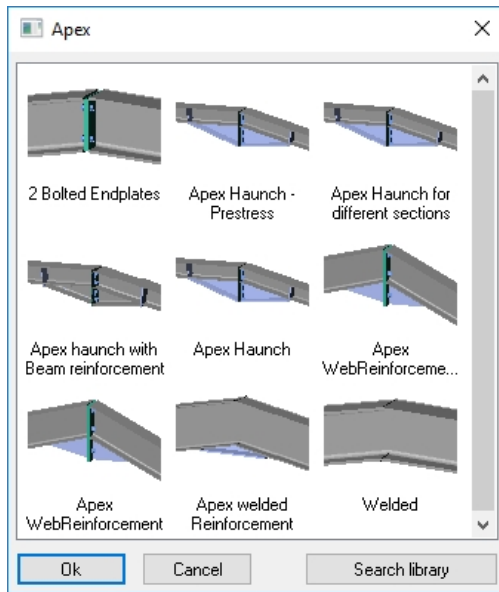 Apex
2 Bolted Endplates
Apex Haunch -
Prestress
Apex Haunch for
different sections
Apex haunch with
Beam reinforcement
Apex Haunch
Apex
WebReinforceme...
Apex
WebReinforcement
Apex welded
Reinforcement
Welded
Ok
Cancel
Search library